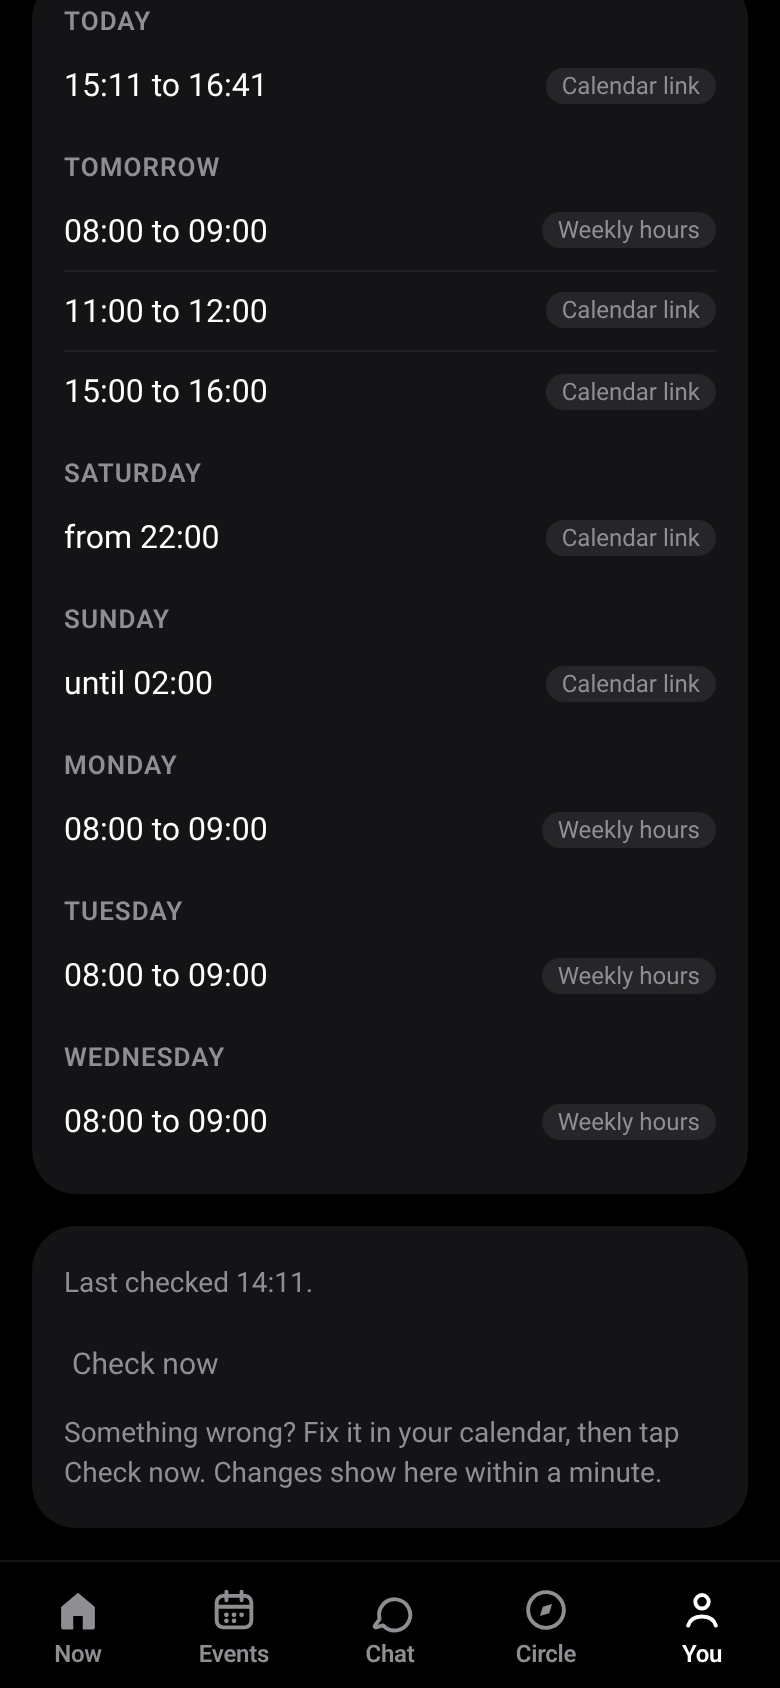 TODAY
15:11 to 16:41 Calendar link
TOMORROW
08:00 to 09:00 Weekly hours
11:00 to 12:00 Calendar link
15:00 to 16:00 Calendar link
SATURDAY
from 22:00 Calendar link
SUNDAY
until 02:00 Calendar link
MONDAY
08:00 to 09:00 Weekly hours
TUESDAY
08:00 to 09:00 Weekly hours
WEDNESDAY
08:00 to 09:00 Weekly hours
Last checked 14:11.
Check now
Something wrong? Fix it in your calendar, then tap
Check now. Changes show here within a minute.
Now Events Chat Circle You